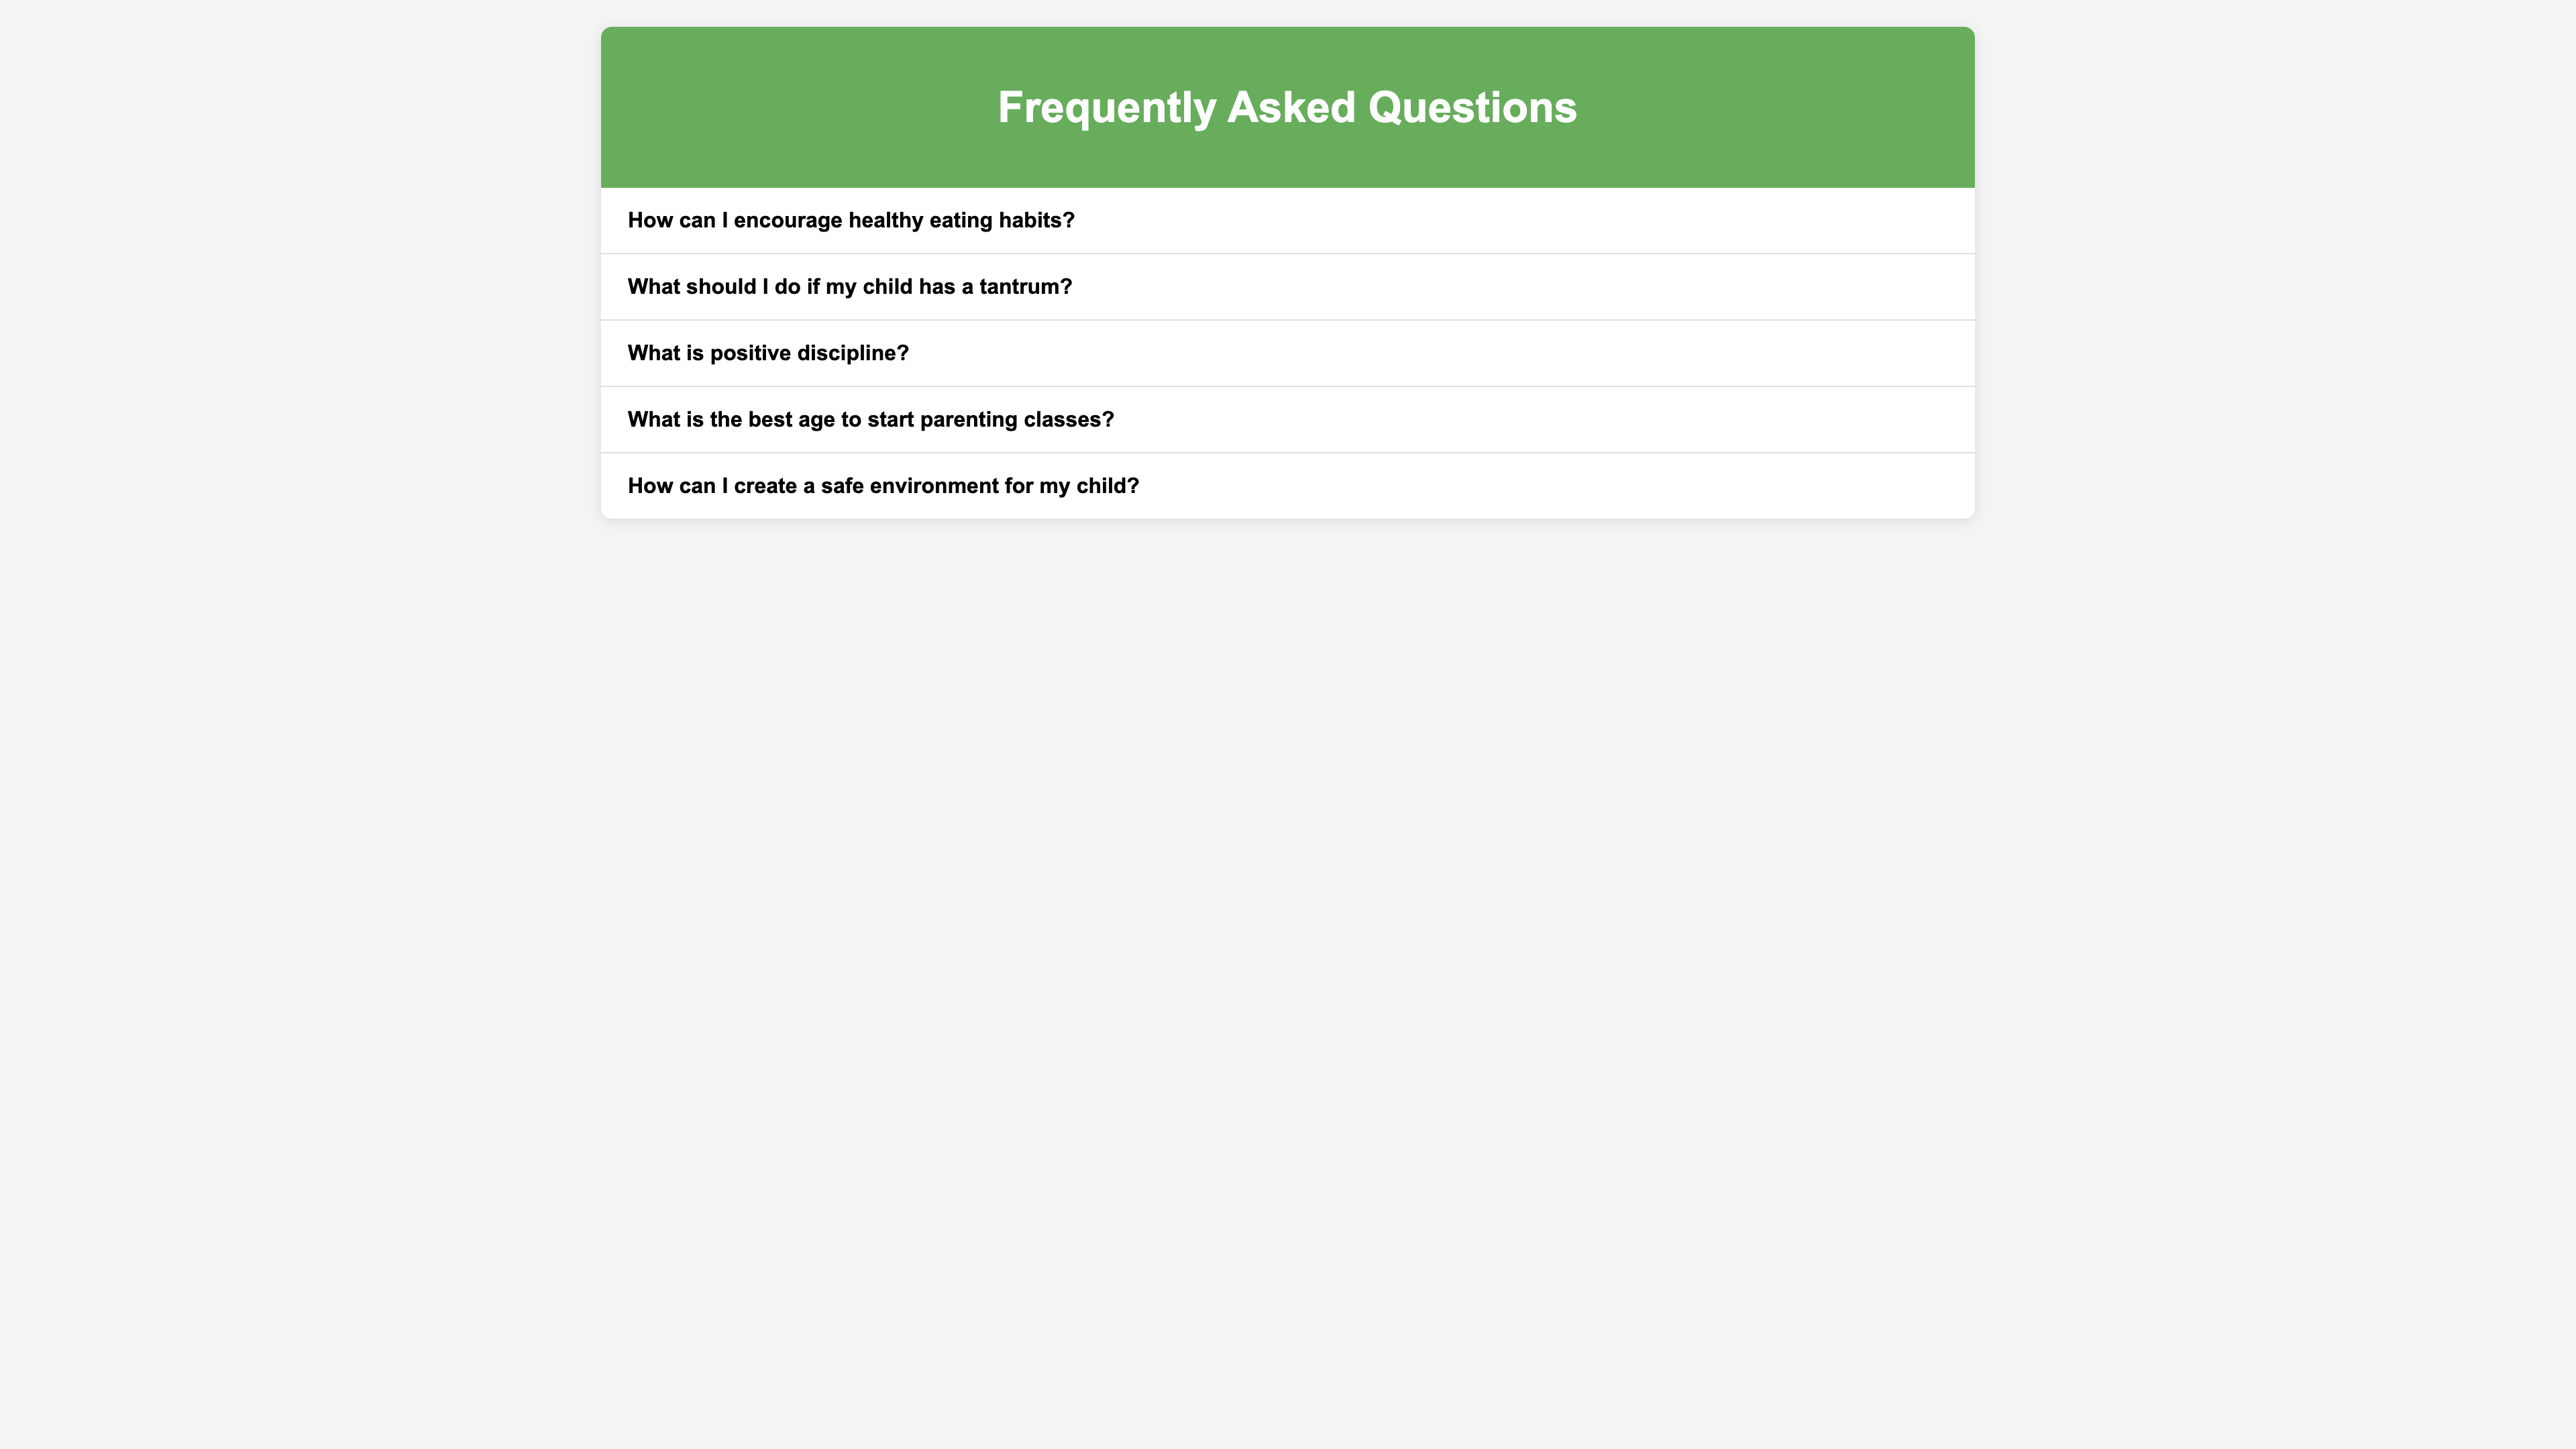 Frequently Asked Questions
How can I encourage healthy eating habits?
What should I do if my child has a tantrum?
What is positive discipline?
What is the best age to start parenting classes?
How can I create a safe environment for my child?